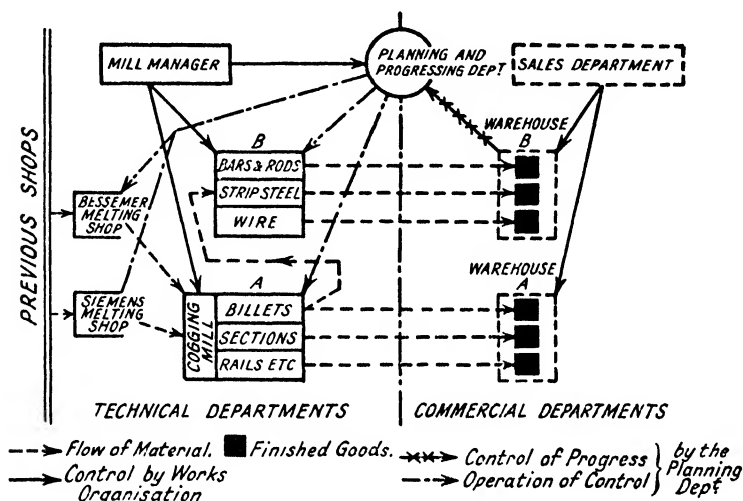 MILL MANAGER
PLANNING AND
PROGRESSING DEPT
SALES DEPARTMENT
PREVIOUS SHOPS
B
BARS & RODS
STRIP STEEL
WIRE
WAREHOUSE
B
BESSEMER
MELTING
SHOP
SIEMENS
MELTING
SHOP
A
COGGING
MILL
BILLETS
SECTIONS
RAILS ETC
WAREHOUSE
A
TECHNICAL DEPARTMENTS
COMMERCIAL DEPARTMENTS
Flow of Material.
Finished Goods.
Control by Works
Organisation
Control of Progress
Operation of Control
by the
Planning
Dept